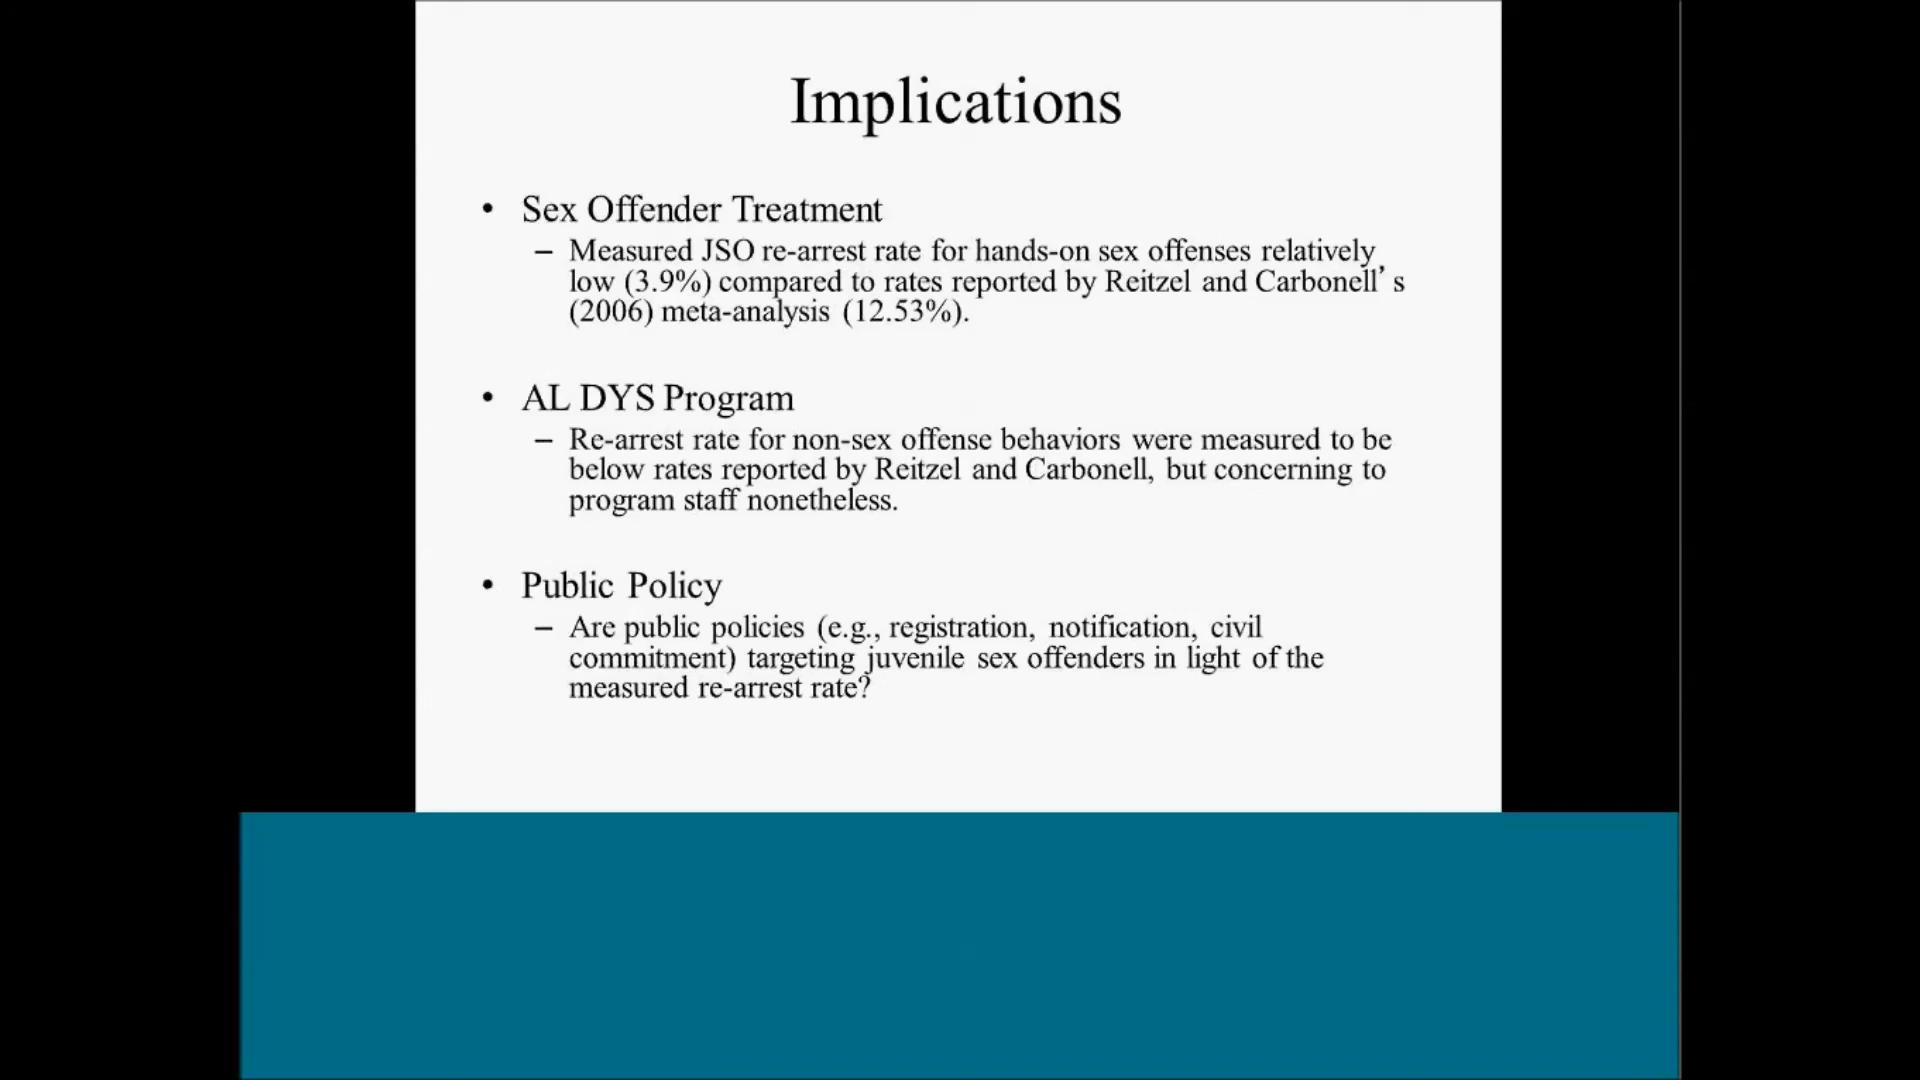 Implications
• Sex Offender Treatment
– Measured JSO re-arrest rate for hands-on sex offenses relatively
low (3.9%) compared to rates reported by Reitzel and Carbonell’s
(2006) meta-analysis (12.53%).
• AL DYS Program
– Re-arrest rate for non-sex offense behaviors were measured to be
below rates reported by Reitzel and Carbonell, but concerning to
program staff nonetheless.
• Public Policy
– Are public policies (e.g., registration, notification, civil
commitment) targeting juvenile sex offenders in light of the
measured re-arrest rate?